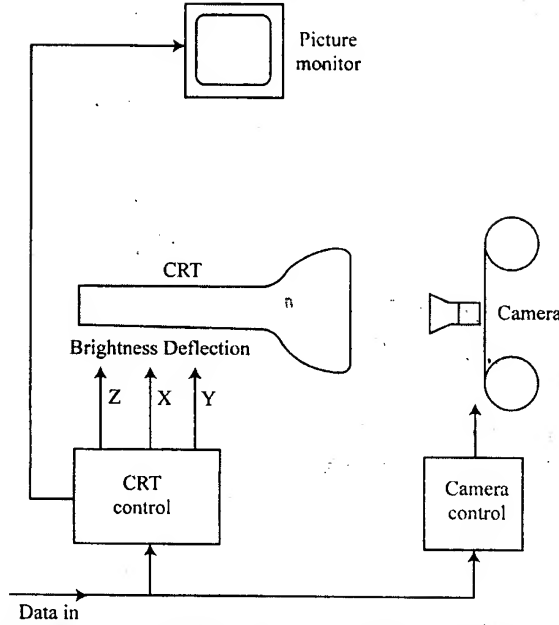 Picture
monitor
CRT
n
Camera
Brightness Deflection
Z
X
Y
CRT
control
Camera
control
Data in